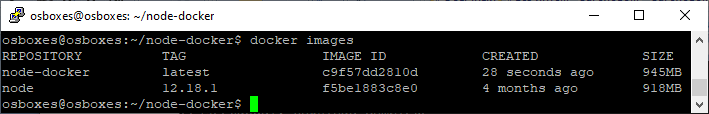 osboxes@osboxes: ~/node-docker
osboxes@osboxes:~/node-docker$ docker images
REPOSITORY TAG IMAGE ID CREATED SIZE
node-docker latest c9f57dd2810d 28 seconds ago 945MB
node 12.18.1 f5be1883c8e0 4 months ago 918MB
osboxes@osboxes:~/node-docker$